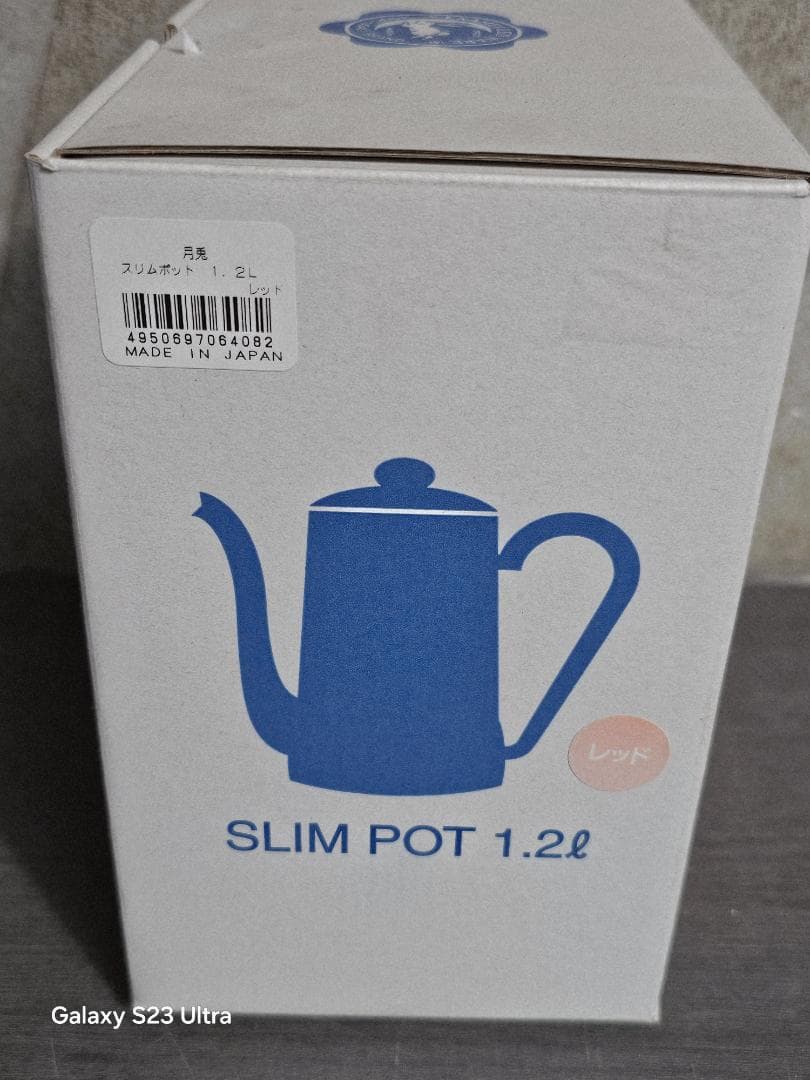 月兎
スリムポット 1.2L
レッド
4950697064082
MADE IN JAPAN
レッド
SLIM POT 1.2ℓ
Galaxy S23 Ultra